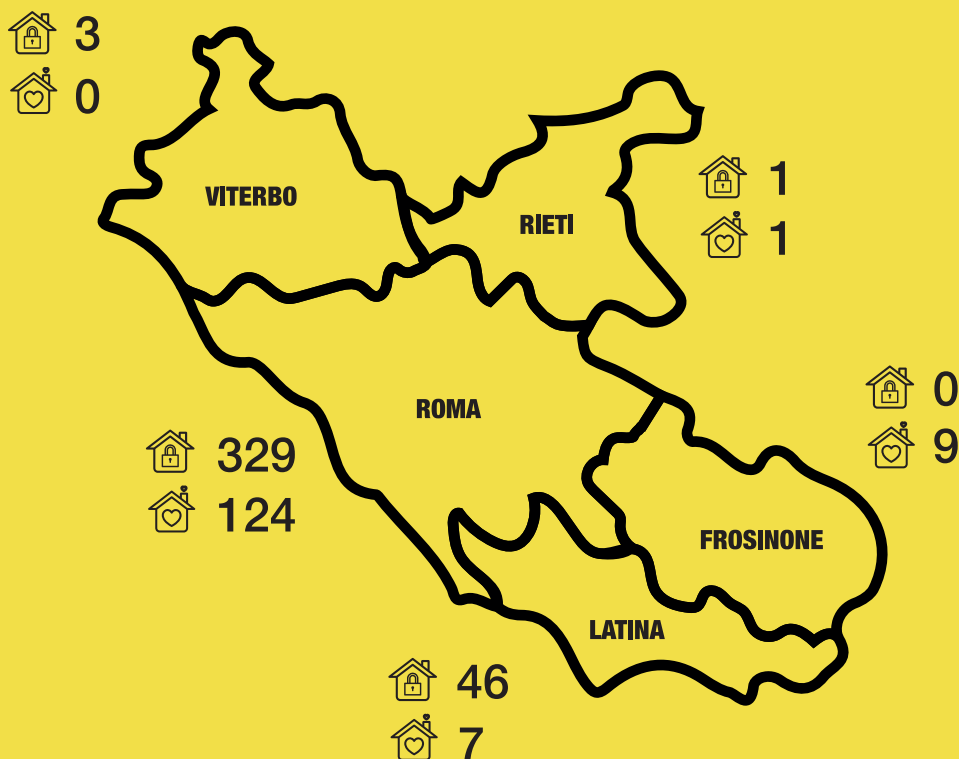 3
0
VITERBO
1
RIETI
1
0
ROMA
9
329
124
FROSINONE
LATINA
46
7